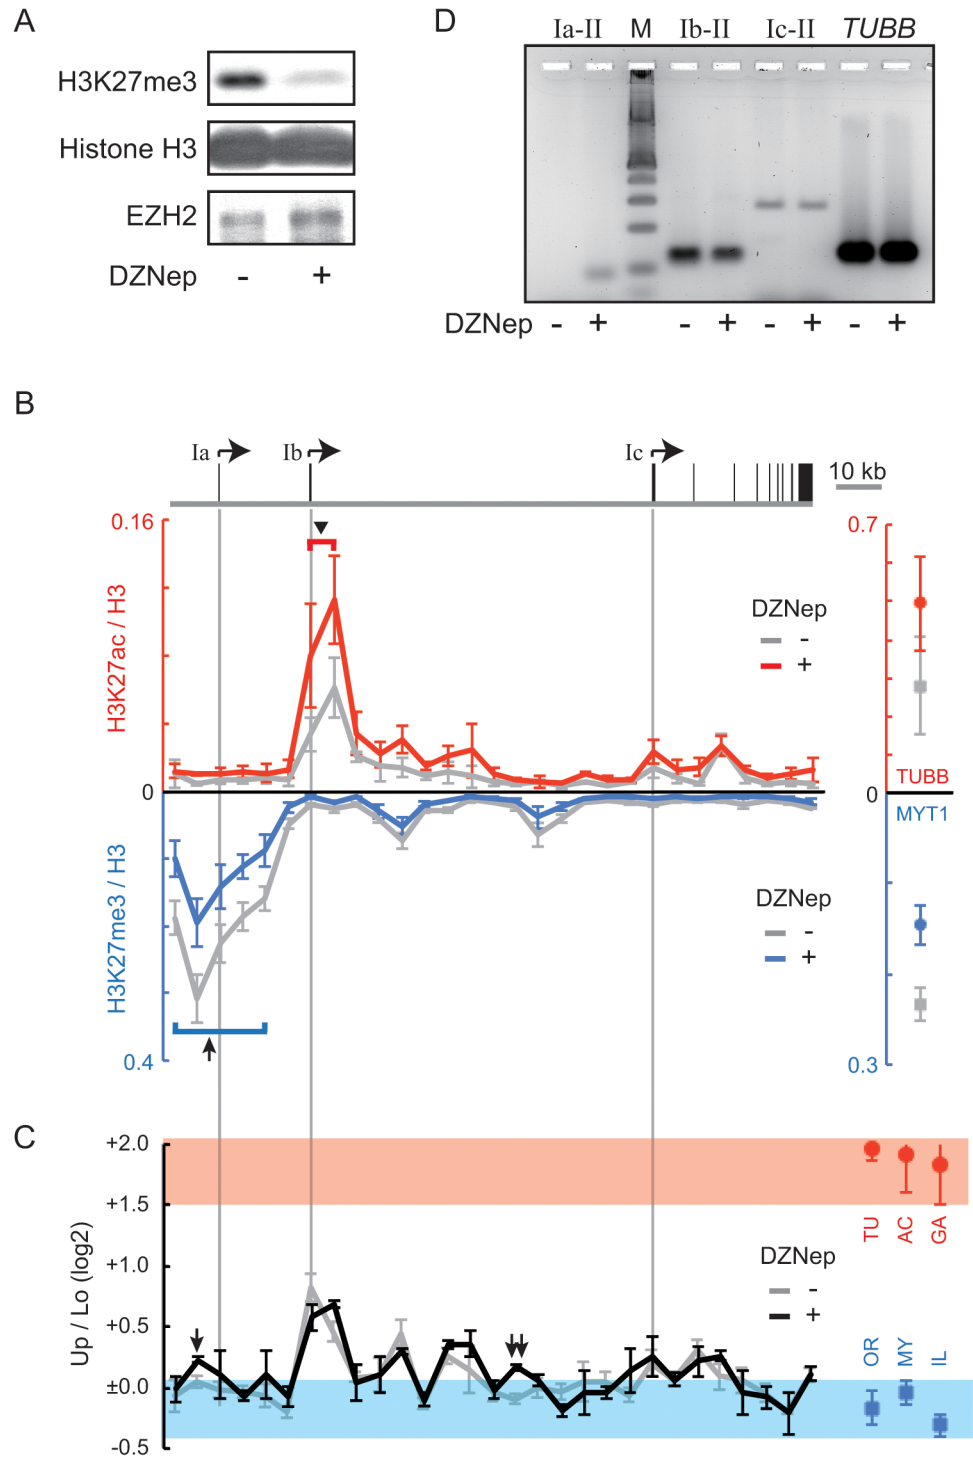 A
H3K27me3
Histone H3
EZH2
DZNep - +
D
Ia-II M Ib-II Ic-II TUBB
DZNep - + - + - + - +
B
Ia Ib Ic
10 kb
0.16
0.7
H3K27ac / H3
DZNep
-
+
TUBB
0
0
MYT1
H3K27me3 / H3
DZNep
-
+
0.4
0.3
C
Up / Lo (log2)
+2.0
+1.5
+1.0
+0.5
±0.0
-0.5
TU AC GA
DZNep
-
+
OR MY IL